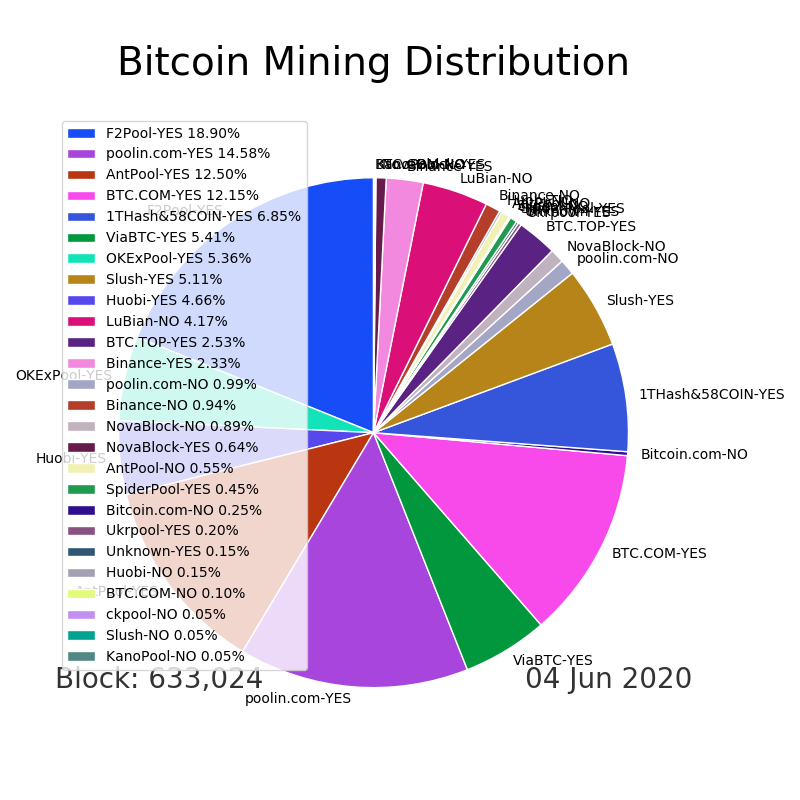 Bitcoin Mining Distribution
F2Pool-YES 18.90%
poolin.com-YES 14.58%
AntPool-YES 12.50%
BTC.COM-YES 12.15%
1THash&58COIN-YES 6.85%
ViaBTC-YES 5.41%
OKExPool-YES 5.36%
Slush-YES 5.11%
Huobi-YES 4.66%
LuBian-NO 4.17%
BTC.TOP-YES 2.53%
Binance-YES 2.33%
poolin.com-NO 0.99%
Binance-NO 0.94%
NovaBlock-NO 0.89%
NovaBlock-YES 0.64%
AntPool-NO 0.55%
SpiderPool-YES 0.45%
Bitcoin.com-NO 0.25%
Ukrpool-YES 0.20%
Unknown-YES 0.15%
Huobi-NO 0.15%
BTC.COM-NO 0.10%
ckpool-YES 0.05%
Slush-NO 0.05%
KanoPool-NO 0.05%
F2Pool-YES
OKExPool-YES
Huobi-YES
AntPool-YES
poolin.com-YES
ViaBTC-YES
BTC.COM-YES
Bitcoin.com-NO
1THash&58COIN-YES
Slush-YES
poolin.com-NO
NovaBlock-NO
BTC.TOP-YES
Binance-NO
LuBian-NO
Binance-YES
Block: 633,024
04 Jun 2020